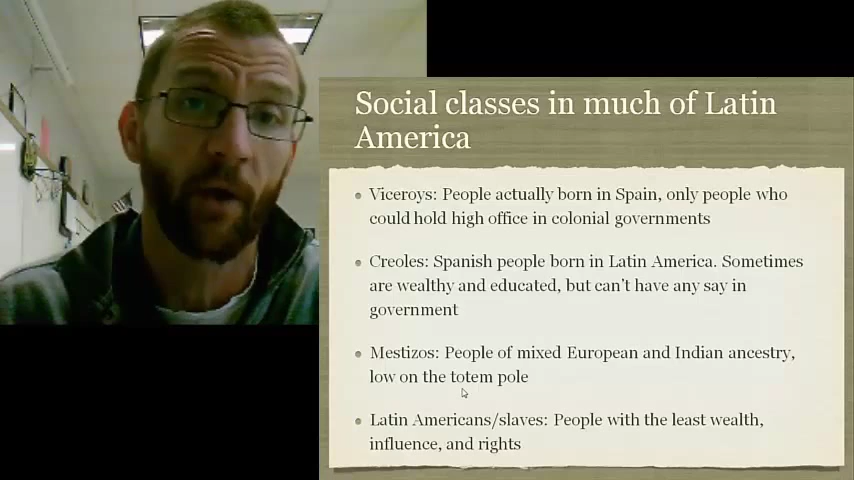 Social classes in much of Latin
America
Viceroys: People actually born in Spain, only people who
could hold high office in colonial governments
Creoles: Spanish people born in Latin America. Sometimes
are wealthy and educated, but can't have any say in
government
Mestizos: People of mixed European and Indian ancestry,
low on the totem pole
Latin Americans/slaves: People with the least wealth,
influence, and rights